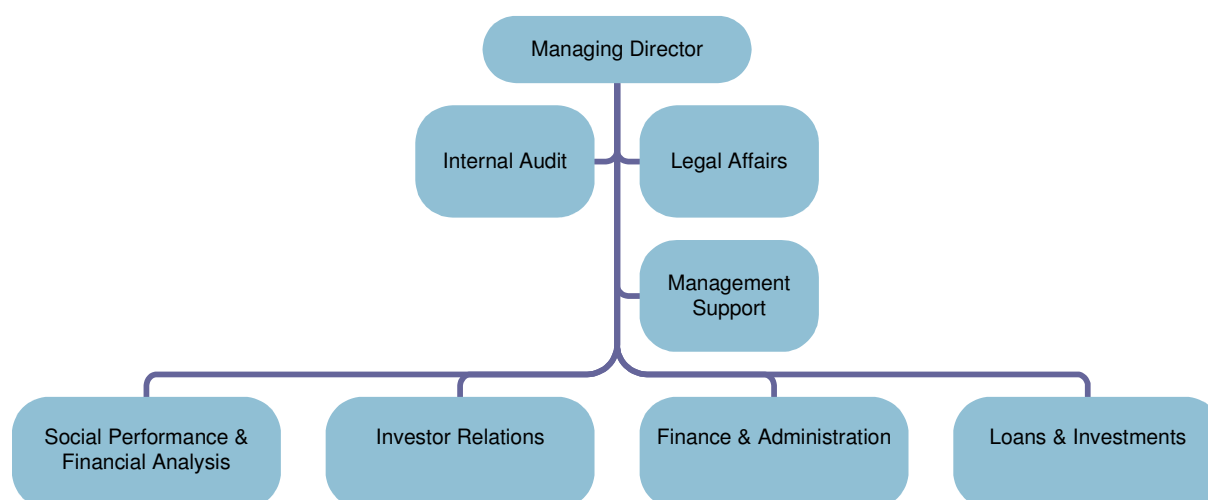 Managing Director
Internal Audit
Legal Affairs
Management
Support
Social Performance &
Financial Analysis
Investor Relations
Finance & Administration
Loans & Investments